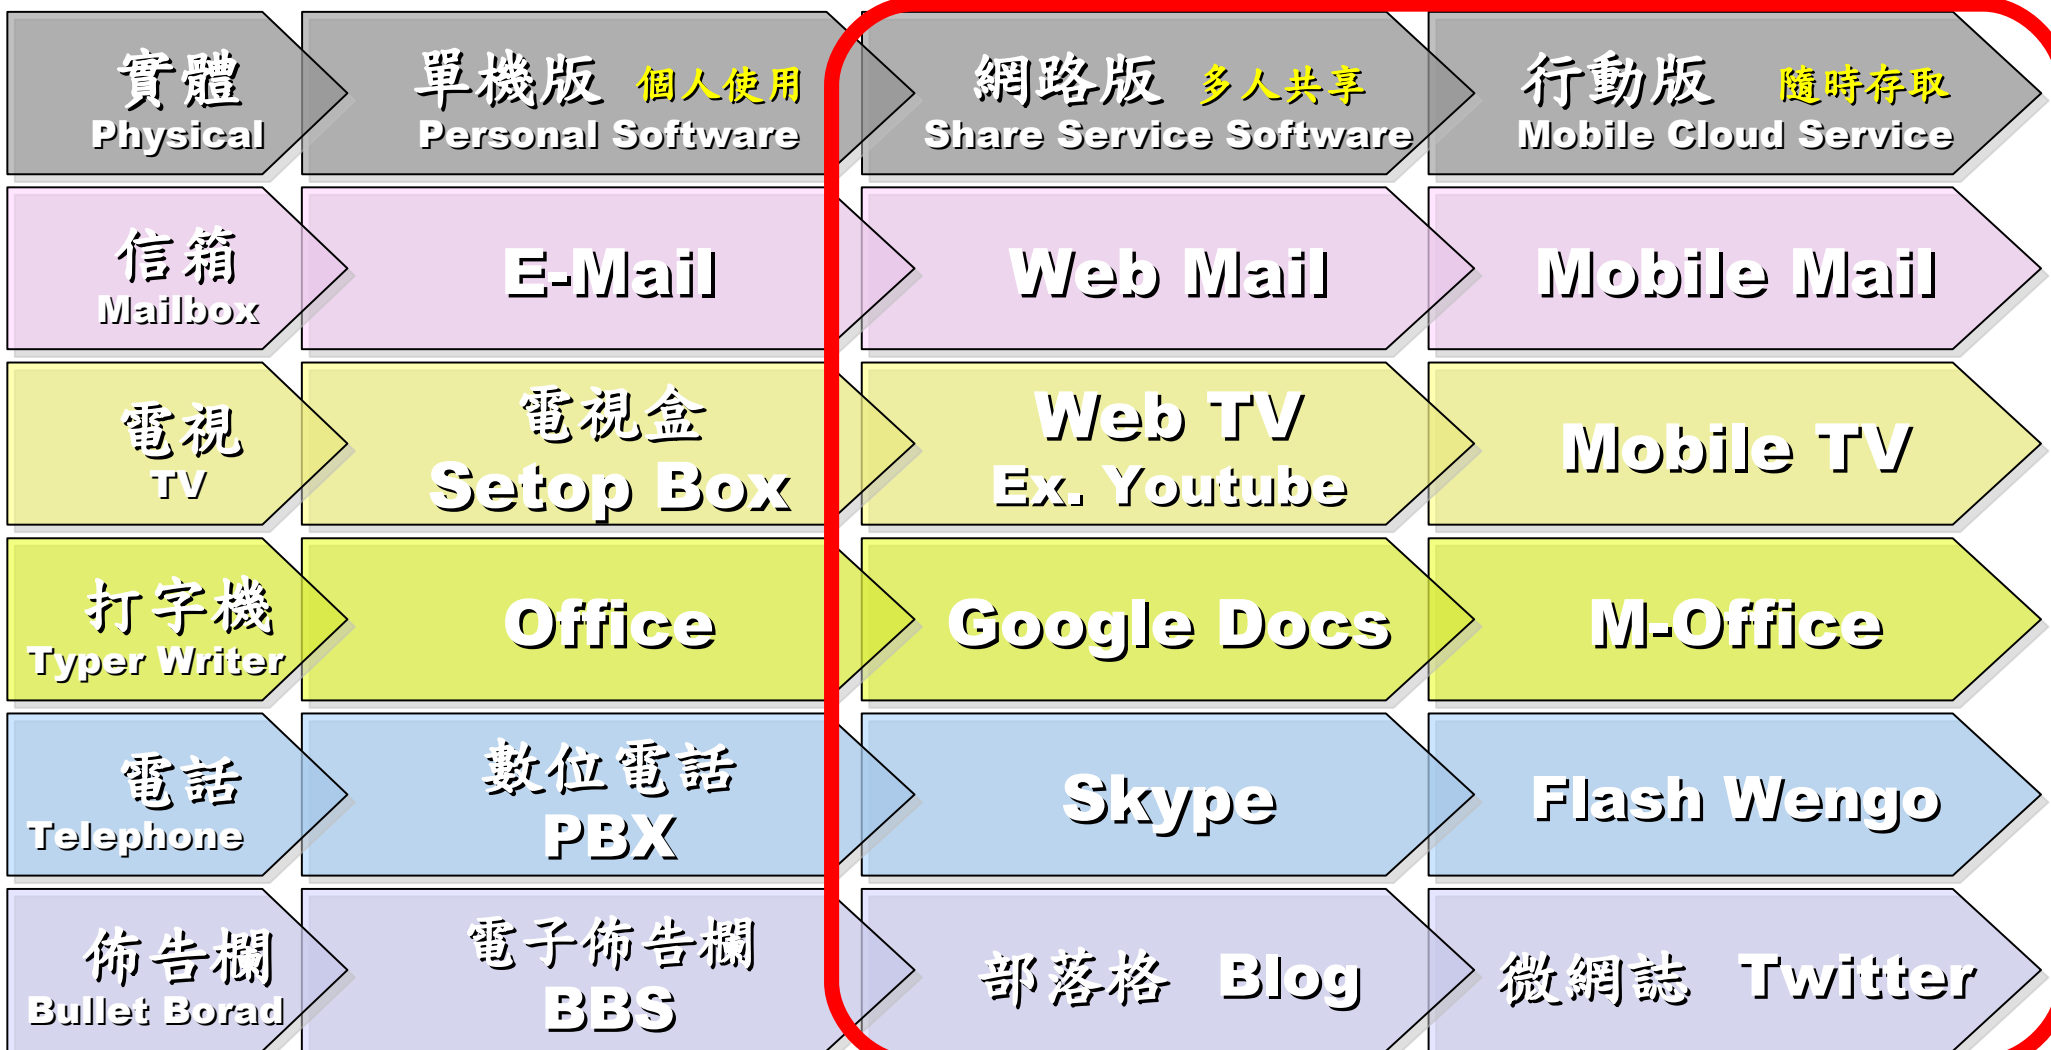 實體
Physical
單機版 個人使用
Personal Software
網路版 多人共享
Share Service Software
行動版 隨時存取
Mobile Cloud Service
信箱
Mailbox
E-Mail
Web Mail
Mobile Mail
電視
TV
電視盒
Setop Box
Web TV
Ex. Youtube
Mobile TV
打字機
Typer Writer
Office
Google Docs
M-Office
電話
Telephone
數位電話
PBX
Skype
Flash Wengo
佈告欄
Bullet Borad
電子佈告欄
BBS
部落格 Blog
微網誌 Twitter